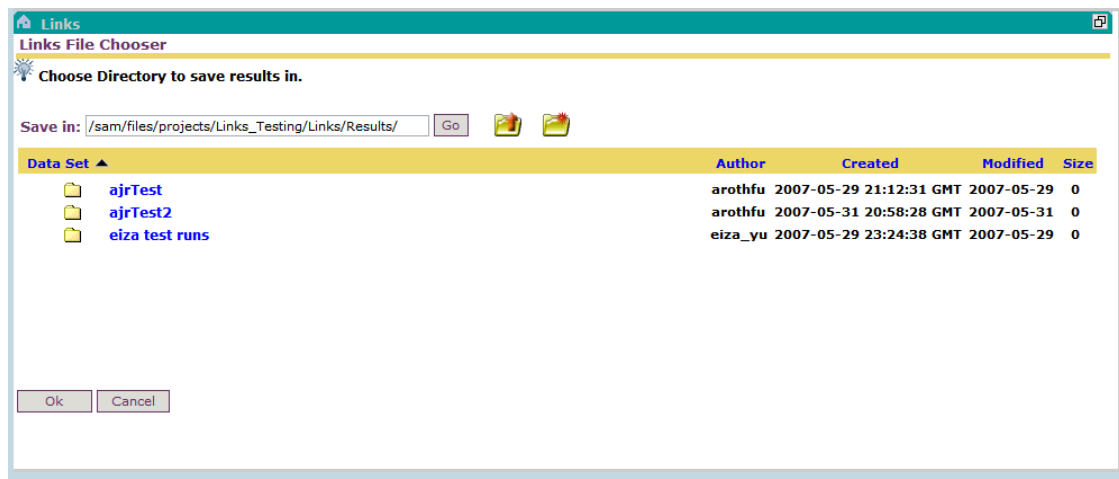 Links
Links File Chooser
Choose Directory to save results in.
Save in: /sam/files/projects/Links_Testing/Links/Results/ Go
Data Set Author Created Modified Size
ajrTest arothfu 2007-05-29 21:12:31 GMT 2007-05-29 0
ajrTest2 arothfu 2007-05-31 20:58:28 GMT 2007-05-31 0
eiza test runs eiza_yu 2007-05-29 23:24:38 GMT 2007-05-29 0
Ok Cancel